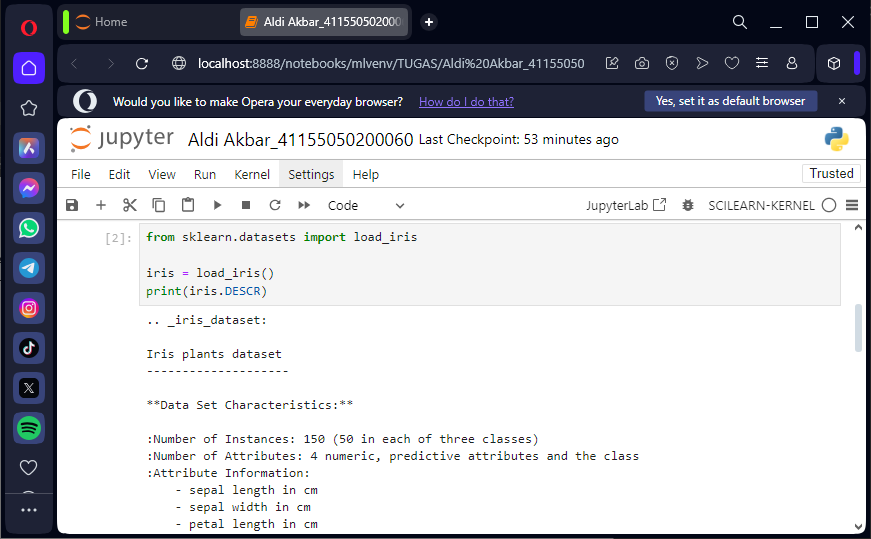 Home
Aldi Akbar_41155050200
localhost:8888/notebooks/mlvenv/TUGAS/Aldi%20Akbar_41155050
Would you like to make Opera your everyday browser? How do I do that? Yes, set it as default browser
jupyter Aldi Akbar_41155050200060 Last Checkpoint: 53 minutes ago
File Edit View Run Kernel Settings Help Trusted
Code JupyterLab SCILEARN-KERNEL
[2]: from sklearn.datasets import load_iris
iris = load_iris()
print(iris.DESCR)
.. _iris_dataset:
Iris plants dataset
--------------------
**Data Set Characteristics:**
:Number of Instances: 150 (50 in each of three classes)
:Number of Attributes: 4 numeric, predictive attributes and the class
:Attribute Information:
- sepal length in cm
- sepal width in cm
- petal length in cm